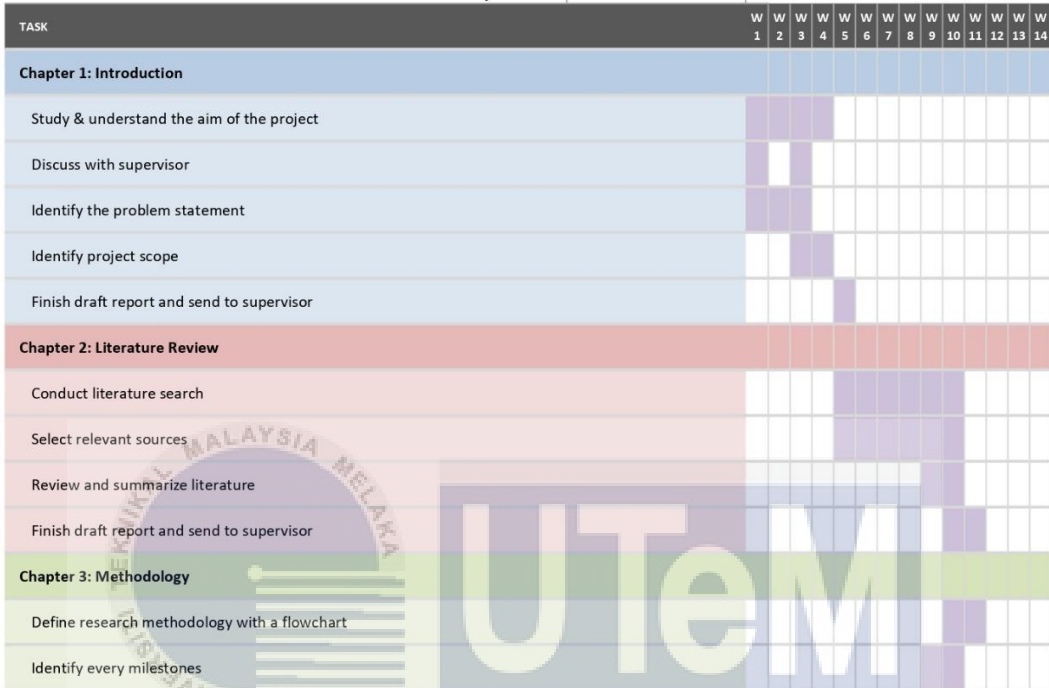 TASK
W W W W W W W W W W W W W W
1 2 3 4 5 6 7 8 9 10 11 12 13 14
Chapter 1: Introduction
Study & understand the aim of the project
Discuss with supervisor
Identify the problem statement
Identify project scope
Finish draft report and send to supervisor
Chapter 2: Literature Review
Conduct literature search
Select relevant sources
Review and summarize literature
Finish draft report and send to supervisor
Chapter 3: Methodology
Define research methodology with a flowchart
Identify every milestones
TEKNIKAL MALAYSIA MELAKA
UTeM